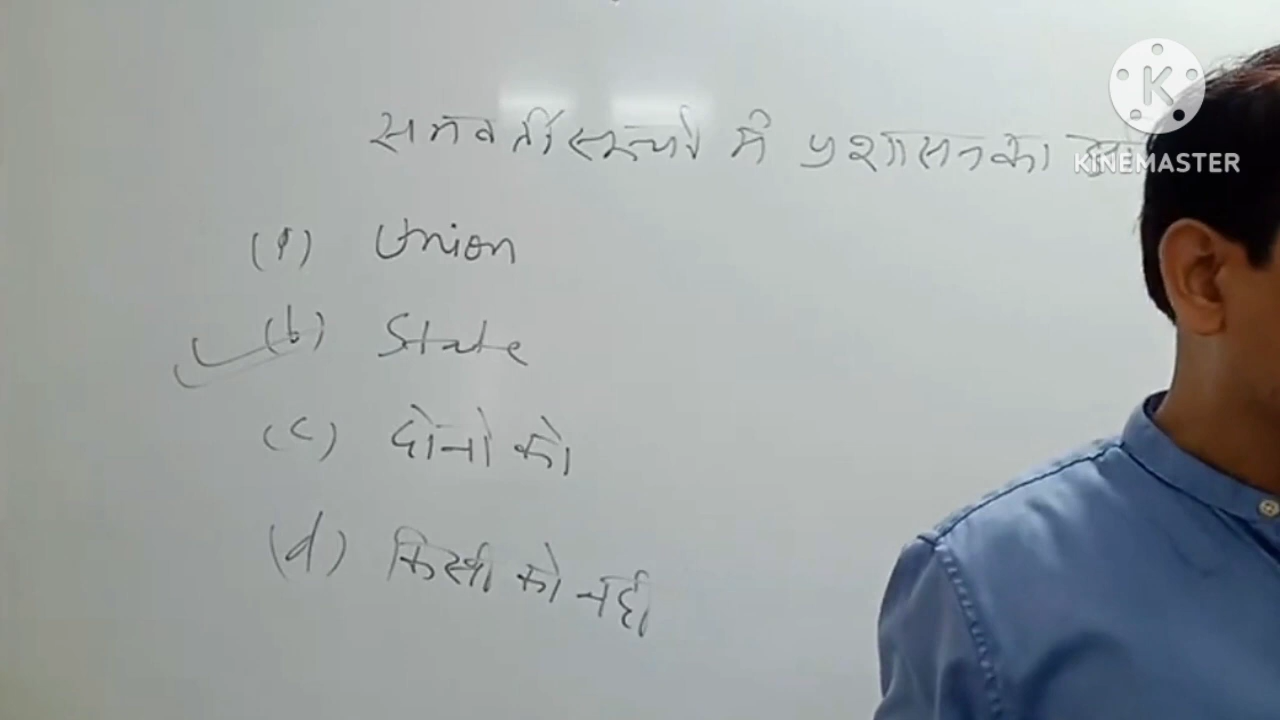 समवर्ती सूची में प्रशासन का
KINEMASTER
(a) Union
(b) State
(c) दोनो को
(d) किसी को नहीं